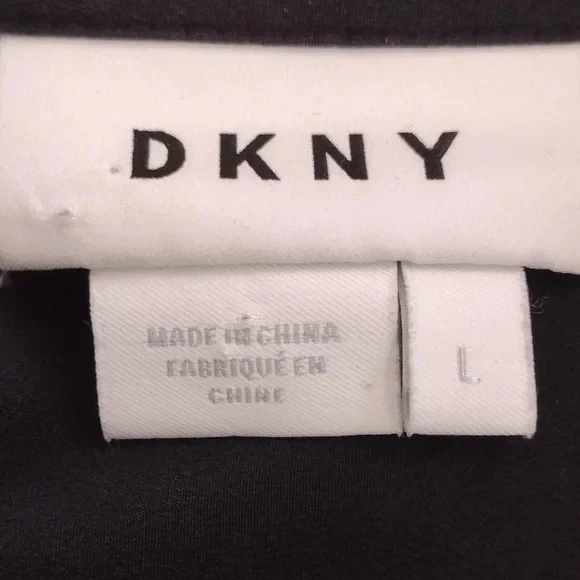 DKNY
MADE IN CHINA
FABRIQUÉ EN
CHINE
L